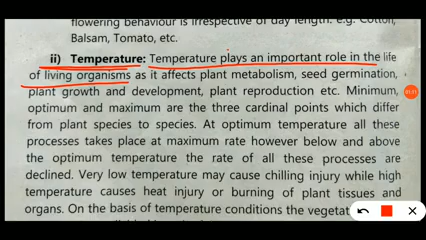 flowering behaviour is irrespective of day length. e.g. Cotton,
Balsam, Tomato, etc.
ii) Temperature: Temperature plays an important role in the life
of living organisms as it affects plant metabolism, seed germination,
plant growth and development, plant reproduction etc. Minimum,
optimum and maximum are the three cardinal points which differ
from plant species to species. At optimum temperature all these
processes takes place at maximum rate however below and above
the optimum temperature the rate of all these processes are
declined. Very low temperature may cause chilling injury while high
temperature causes heat injury or burning of plant tissues and
organs. On the basis of temperature conditions the vegetat